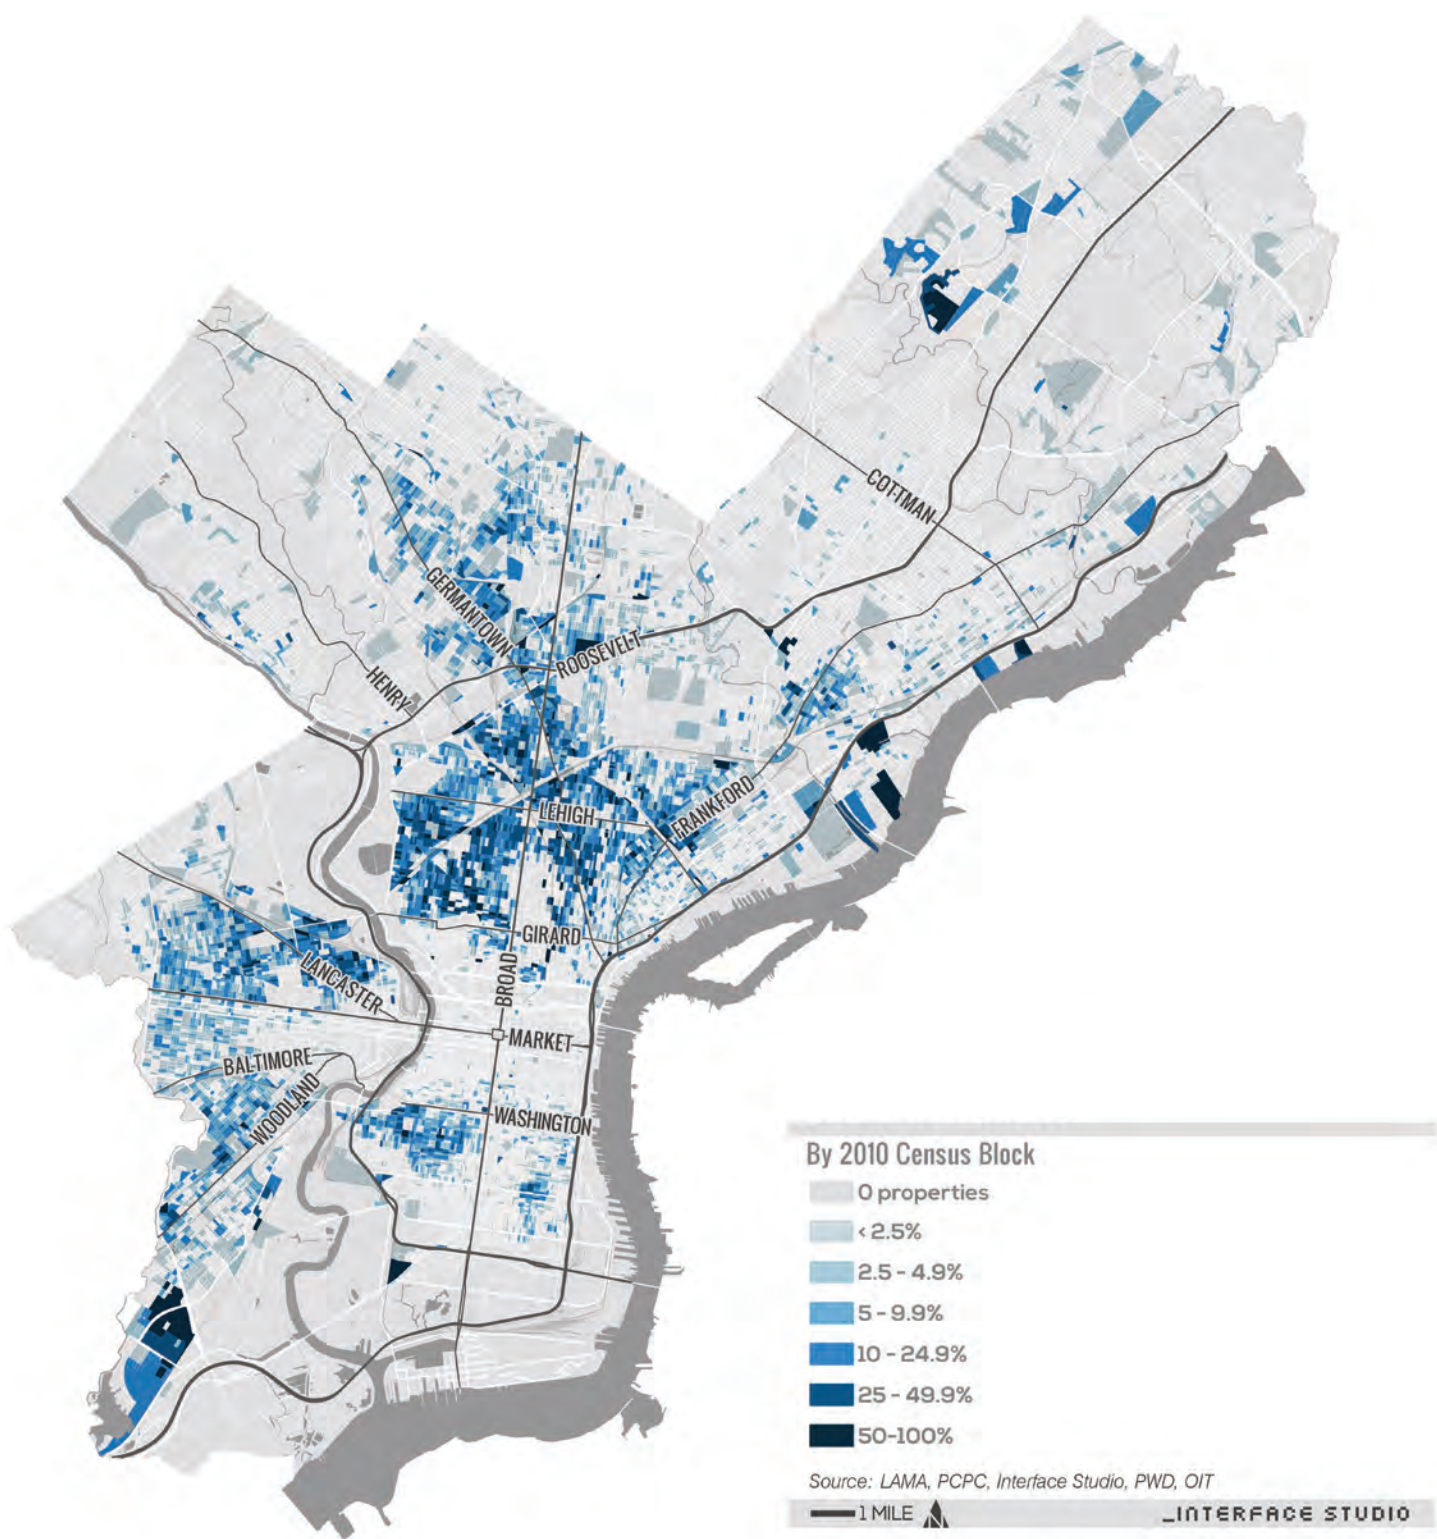 COTTMAN
GERMANTOWN
ROOSEVELT
HENRY
FRANKFORD
LEHIGH
GIRARD
LANCASTER
BROAD
MARKET
BALTIMORE
WOODLAND
WASHINGTON
By 2010 Census Block
0 properties
< 2.5%
2.5 - 4.9%
5 - 9.9%
10 - 24.9%
25 - 49.9%
50-100%
Source: LAMA, PCPC, Interface Studio, PWD, OIT
1 MILE
_INTERFACE STUDIO